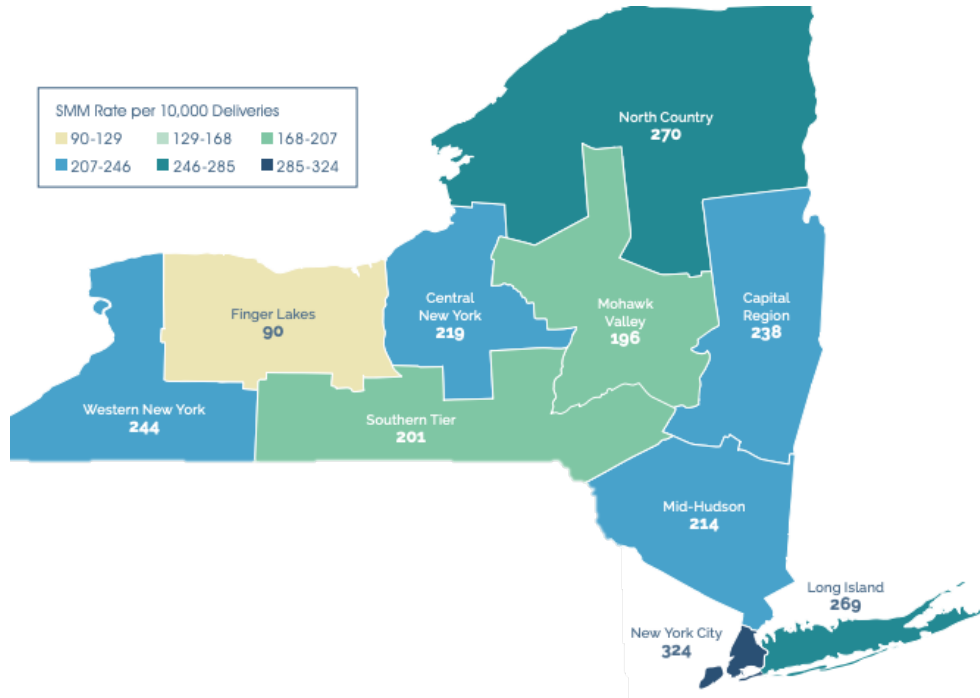 SMM Rate per 10,000 Deliveries
90-129 129-168 168-207
207-246 246-285 285-324
North Country
270
Finger Lakes
90
Central
New York
219
Mohawk
Valley
196
Capital
Region
238
Western New York
244
Southern Tier
201
Mid-Hudson
214
Long Island
269
New York City
324